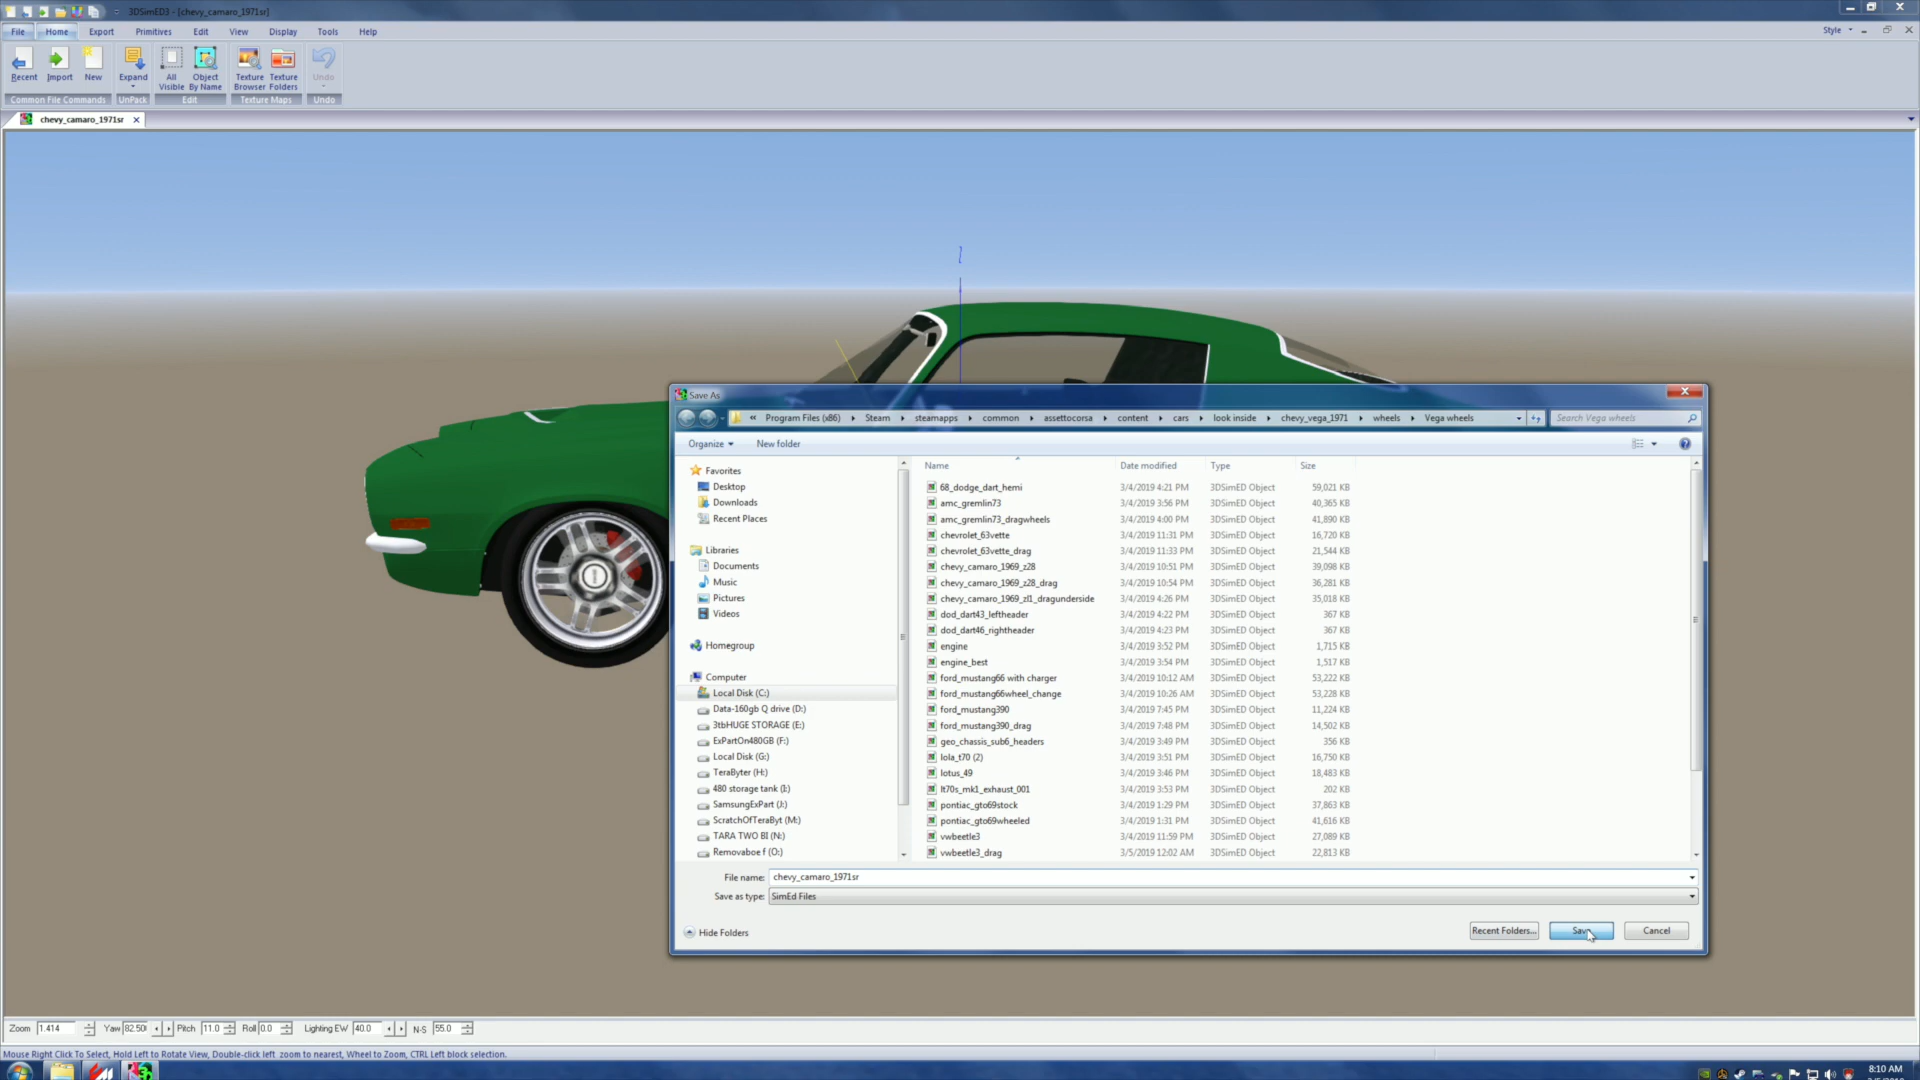 3DSimED3 - [chevy_camaro_1971sr]
File Home Export Primitives Edit View Display Tools Help Style
Recent Import New Expand All Visible Object By Name Texture Browser Texture Folders Undo
Common File Commands UnPack Edit Texture Maps Undo
chevy_camaro_1971sr
Save As
« Program Files (x86) Steam steamapps common assettocorsa content cars look inside chevy_vega_1971 wheels Vega wheels Search Vega wheels
Organize New folder
Favorites
Desktop
Downloads
Recent Places
Libraries
Documents
Music
Pictures
Videos
Homegroup
Computer
Local Disk (C:)
Data-160gb Q drive (D:)
3tbHUGE STORAGE (E:)
ExPartOn480GB (F:)
Local Disk (G:)
TeraByter (H:)
480 storage tank (I:)
SamsungExPart (J:)
ScratchOfTeraByt (M:)
TARA TWO BI (N:)
Removaboe f (O:)
Name Date modified Type Size
68_dodge_dart_hemi 3/4/2019 4:21 PM 3DSimED Object 59,021 KB
amc_gremlin73 3/4/2019 3:56 PM 3DSimED Object 40,365 KB
amc_gremlin73_dragwheels 3/4/2019 4:00 PM 3DSimED Object 41,890 KB
chevrolet_63vette 3/4/2019 11:31 PM 3DSimED Object 16,720 KB
chevrolet_63vette_drag 3/4/2019 11:33 PM 3DSimED Object 21,544 KB
chevy_camaro_1969_z28 3/4/2019 10:51 PM 3DSimED Object 39,098 KB
chevy_camaro_1969_z28_drag 3/4/2019 10:54 PM 3DSimED Object 36,281 KB
chevy_camaro_1969_zl1_dragunderside 3/4/2019 4:26 PM 3DSimED Object 35,018 KB
dod_dart43_leftheader 3/4/2019 4:22 PM 3DSimED Object 367 KB
dod_dart46_rightheader 3/4/2019 4:23 PM 3DSimED Object 367 KB
engine 3/4/2019 3:52 PM 3DSimED Object 1,715 KB
engine_best 3/4/2019 3:54 PM 3DSimED Object 1,517 KB
ford_mustang66 with charger 3/4/2019 10:12 AM 3DSimED Object 53,222 KB
ford_mustang66wheel_change 3/4/2019 10:26 AM 3DSimED Object 53,228 KB
ford_mustang390 3/4/2019 7:45 PM 3DSimED Object 11,224 KB
ford_mustang390_drag 3/4/2019 7:48 PM 3DSimED Object 14,502 KB
geo_chassis_sub6_headers 3/4/2019 3:49 PM 3DSimED Object 356 KB
lola_t70 (2) 3/4/2019 3:51 PM 3DSimED Object 16,750 KB
lotus_49 3/4/2019 3:46 PM 3DSimED Object 18,483 KB
lt70s_mk1_exhaust_001 3/4/2019 3:53 PM 3DSimED Object 202 KB
pontiac_gto69stock 3/4/2019 1:29 PM 3DSimED Object 37,863 KB
pontiac_gto69wheeled 3/4/2019 1:31 PM 3DSimED Object 41,616 KB
vwbeetle3 3/4/2019 11:59 PM 3DSimED Object 27,089 KB
vwbeetle3_drag 3/5/2019 12:02 AM 3DSimED Object 22,813 KB
File name: chevy_camaro_1971sr
Save as type: SimEd Files
Hide Folders Recent Folders... Save Cancel
Zoom 1.414 Yaw 82.50 Pitch 11.0 Roll 0.0 Lighting EW 40.0 N-S 55.0
Mouse Right Click To Select, Hold Left to Rotate View, Double-click left zoom to nearest, Wheel to Zoom, CTRL Left block selection.
8:10 AM